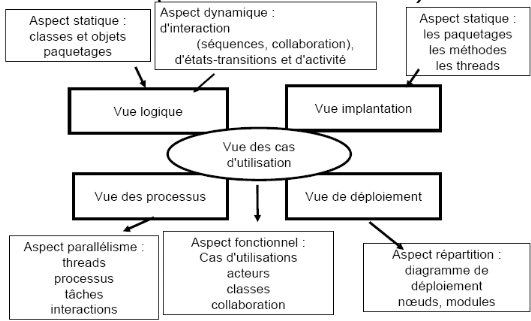 Aspect statique :
classes et objets
paquetages
Aspect dynamique :
d'interaction
(séquences, collaboration),
d'états-transitions et d'activité
Aspect statique :
les paquetages
les méthodes
les threads
Vue logique
Vue implantation
Vue des cas
d'utilisation
Vue des processus
Vue de déploiement
Aspect parallélisme :
threads
processus
tâches
interactions
Aspect fonctionnel :
Cas d'utilisations
acteurs
classes
collaboration
Aspect répartition :
diagramme de
déploiement
nœuds, modules